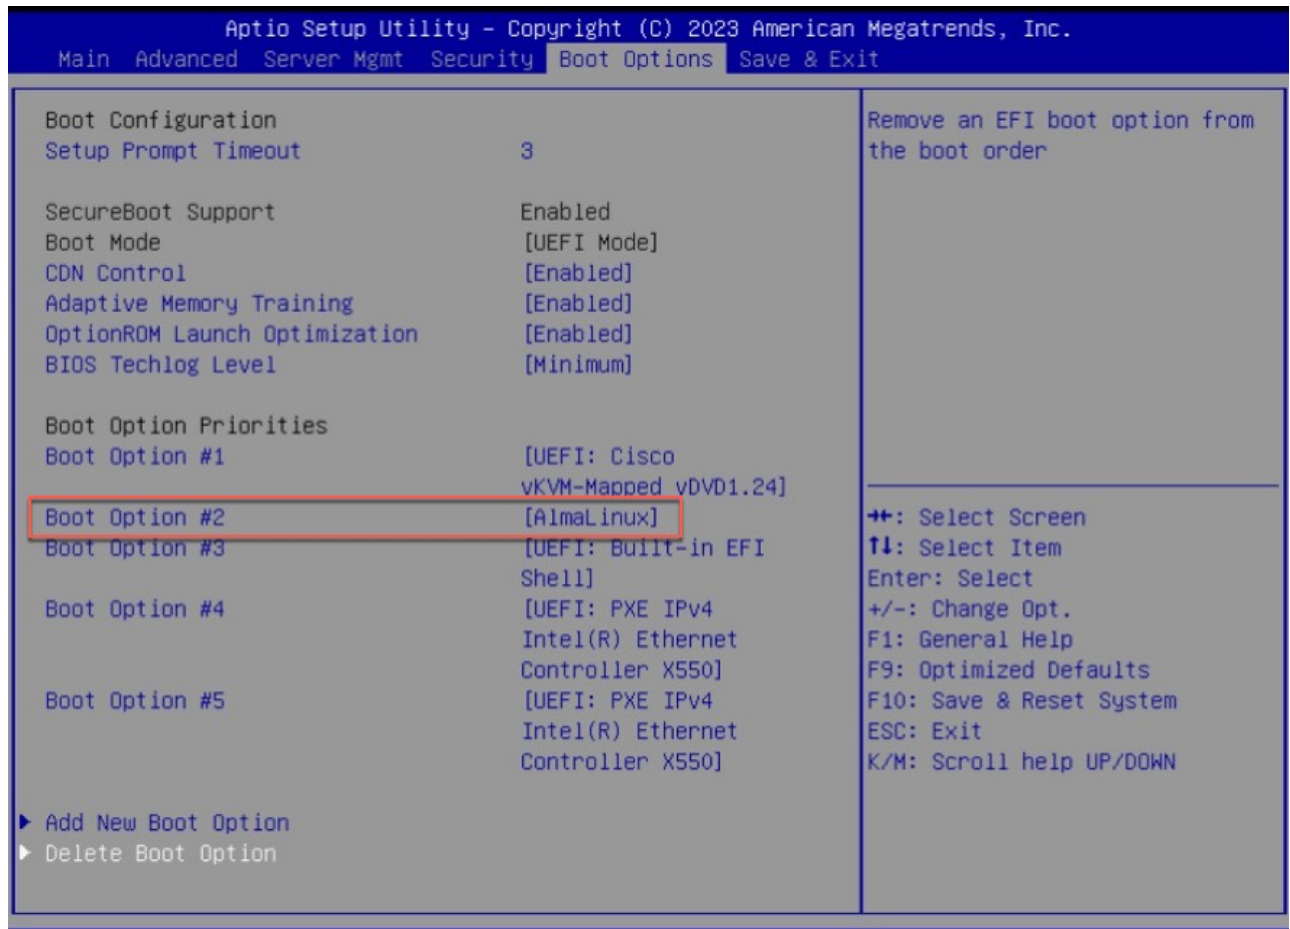 Aptio Setup Utility – Copyright (C) 2023 American Megatrends, Inc.
Main Advanced Server Mgmt Security Boot Options Save & Exit
Boot Configuration
Setup Prompt Timeout 3
SecureBoot Support Enabled
Boot Mode [UEFI Mode]
CDN Control [Enabled]
Adaptive Memory Training [Enabled]
OptionROM Launch Optimization [Enabled]
BIOS Techlog Level [Minimum]
Boot Option Priorities
Boot Option #1 [UEFI: Cisco
vKVM-Mapped vDVD1.24]
Boot Option #2 [AlmaLinux]
Boot Option #3 [UEFI: Built-in EFI
Shell]
Boot Option #4 [UEFI: PXE IPv4
Intel(R) Ethernet
Controller X550]
Boot Option #5 [UEFI: PXE IPv4
Intel(R) Ethernet
Controller X550]
Add New Boot Option
Delete Boot Option
Remove an EFI boot option from
the boot order
→←: Select Screen
↑↓: Select Item
Enter: Select
+/-: Change Opt.
F1: General Help
F9: Optimized Defaults
F10: Save & Reset System
ESC: Exit
K/M: Scroll help UP/DOWN